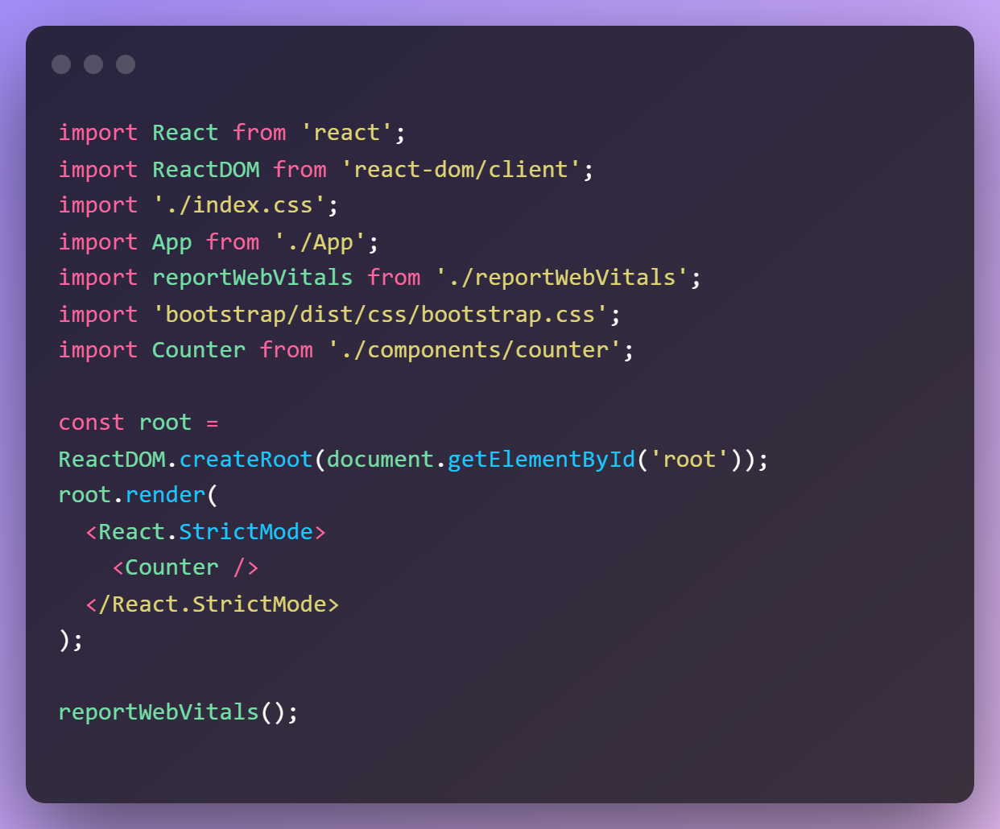 import React from 'react';
import ReactDOM from 'react-dom/client';
import './index.css';
import App from './App';
import reportWebVitals from './reportWebVitals';
import 'bootstrap/dist/css/bootstrap.css';
import Counter from './components/counter';

const root =
ReactDOM.createRoot(document.getElementById('root'));
root.render(
  <React.StrictMode>
    <Counter />
  </React.StrictMode>
);

reportWebVitals();